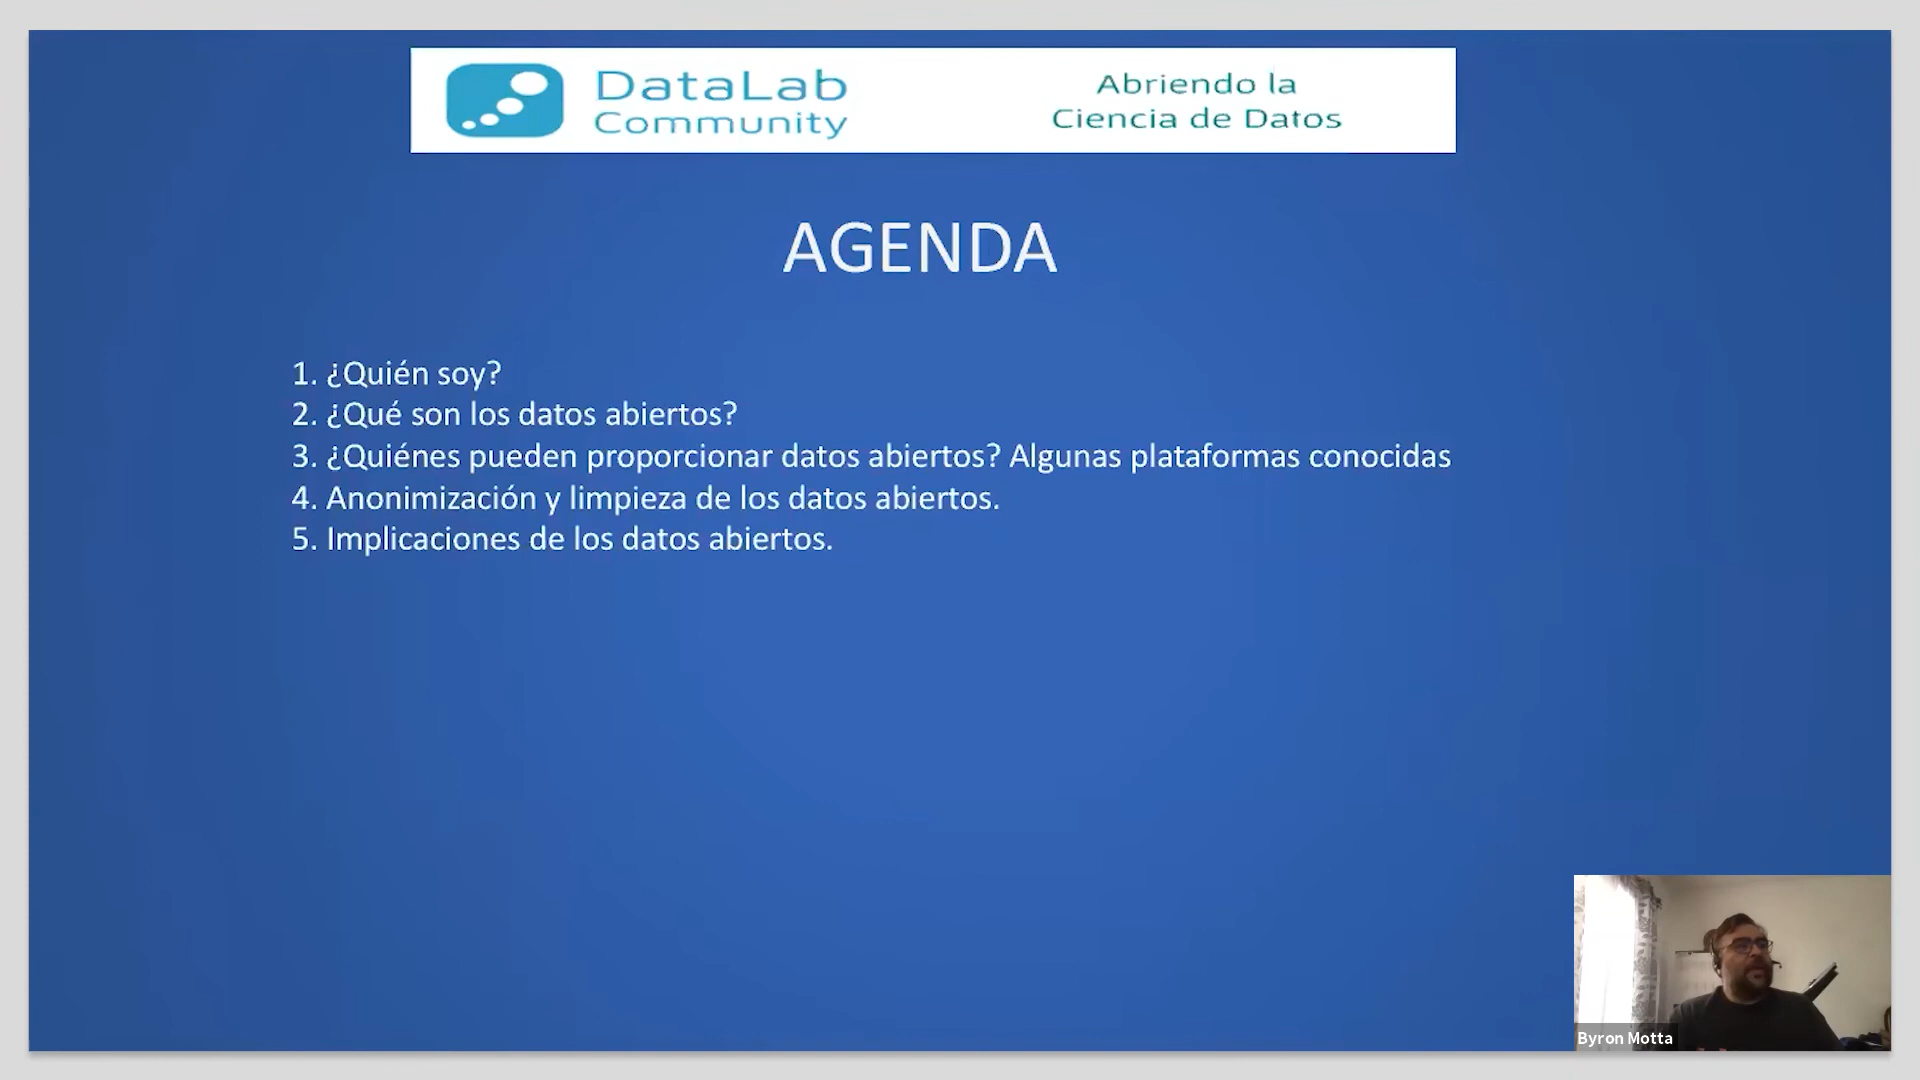 DataLab
Community
Abriendo la
Ciencia de Datos
AGENDA
1. ¿Quién soy?
2. ¿Qué son los datos abiertos?
3. ¿Quiénes pueden proporcionar datos abiertos? Algunas plataformas conocidas
4. Anonimización y limpieza de los datos abiertos.
5. Implicaciones de los datos abiertos.
Byron Motta